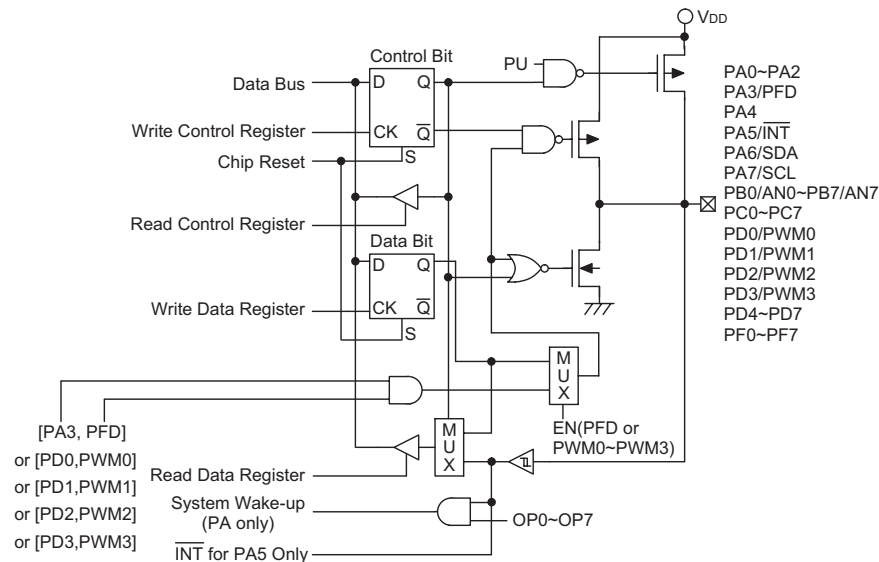 VDD
Control Bit
PU
Data Bus
D
Q
PA0~PA2
PA3/PFD
PA4
PA5/I̅N̅T̅
PA6/SDA
PA7/SCL
PB0/AN0~PB7/AN7
PC0~PC7
PD0/PWM0
PD1/PWM1
PD2/PWM2
PD3/PWM3
PD4~PD7
PF0~PF7
Write Control Register
CK
Q̅
Chip Reset
S
Read Control Register
Data Bit
D
Q
Write Data Register
CK
Q̅
S
MUX
EN(PFD or
PWM0~PWM3)
[PA3, PFD]
or [PD0,PWM0]
or [PD1,PWM1]
or [PD2,PWM2]
or [PD3,PWM3]
MUX
Read Data Register
System Wake-up
(PA only)
OP0~OP7
I̅N̅T̅ for PA5 Only